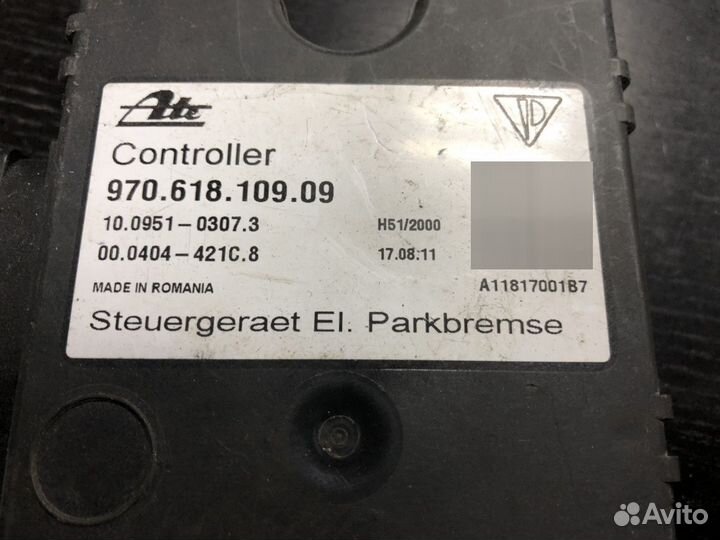 Ate
Controller
970.618.109.09
10.0951-0307.3
H51/2000
00.0404-421C.8
17.08.11
MADE IN ROMANIA
A11817001B7
Steuergeraet El. Parkbremse
Avito